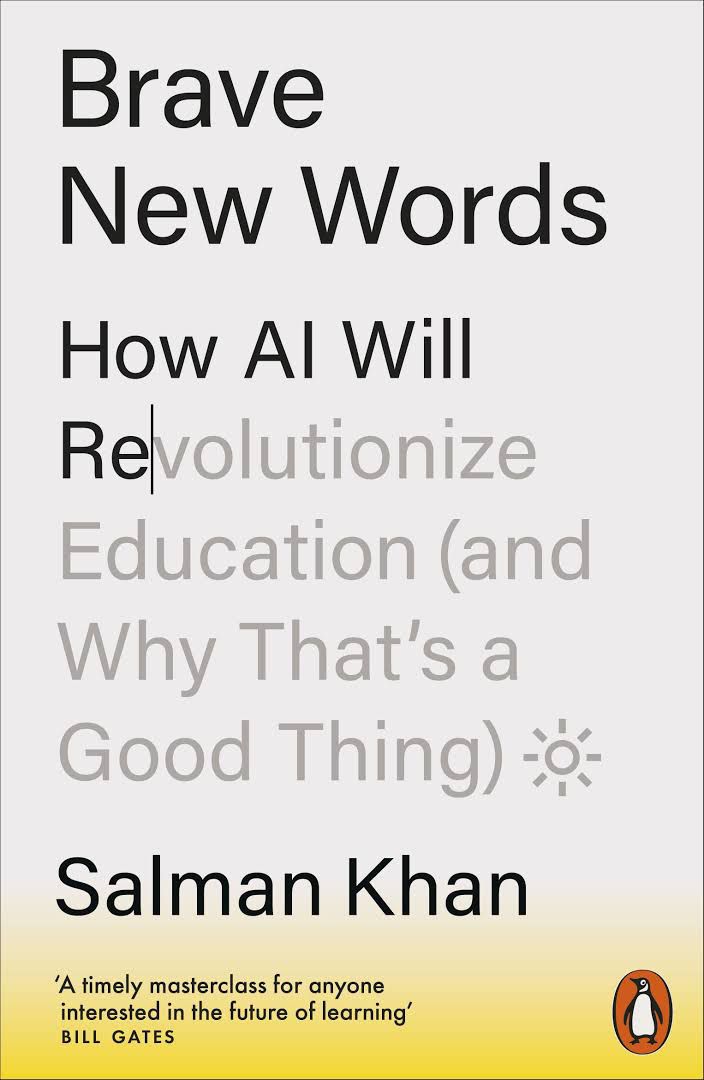 Brave
New Words
How AI Will
Revolutionize
Education (and
Why That’s a
Good Thing)
Salman Khan
‘A timely masterclass for anyone
interested in the future of learning’
BILL GATES